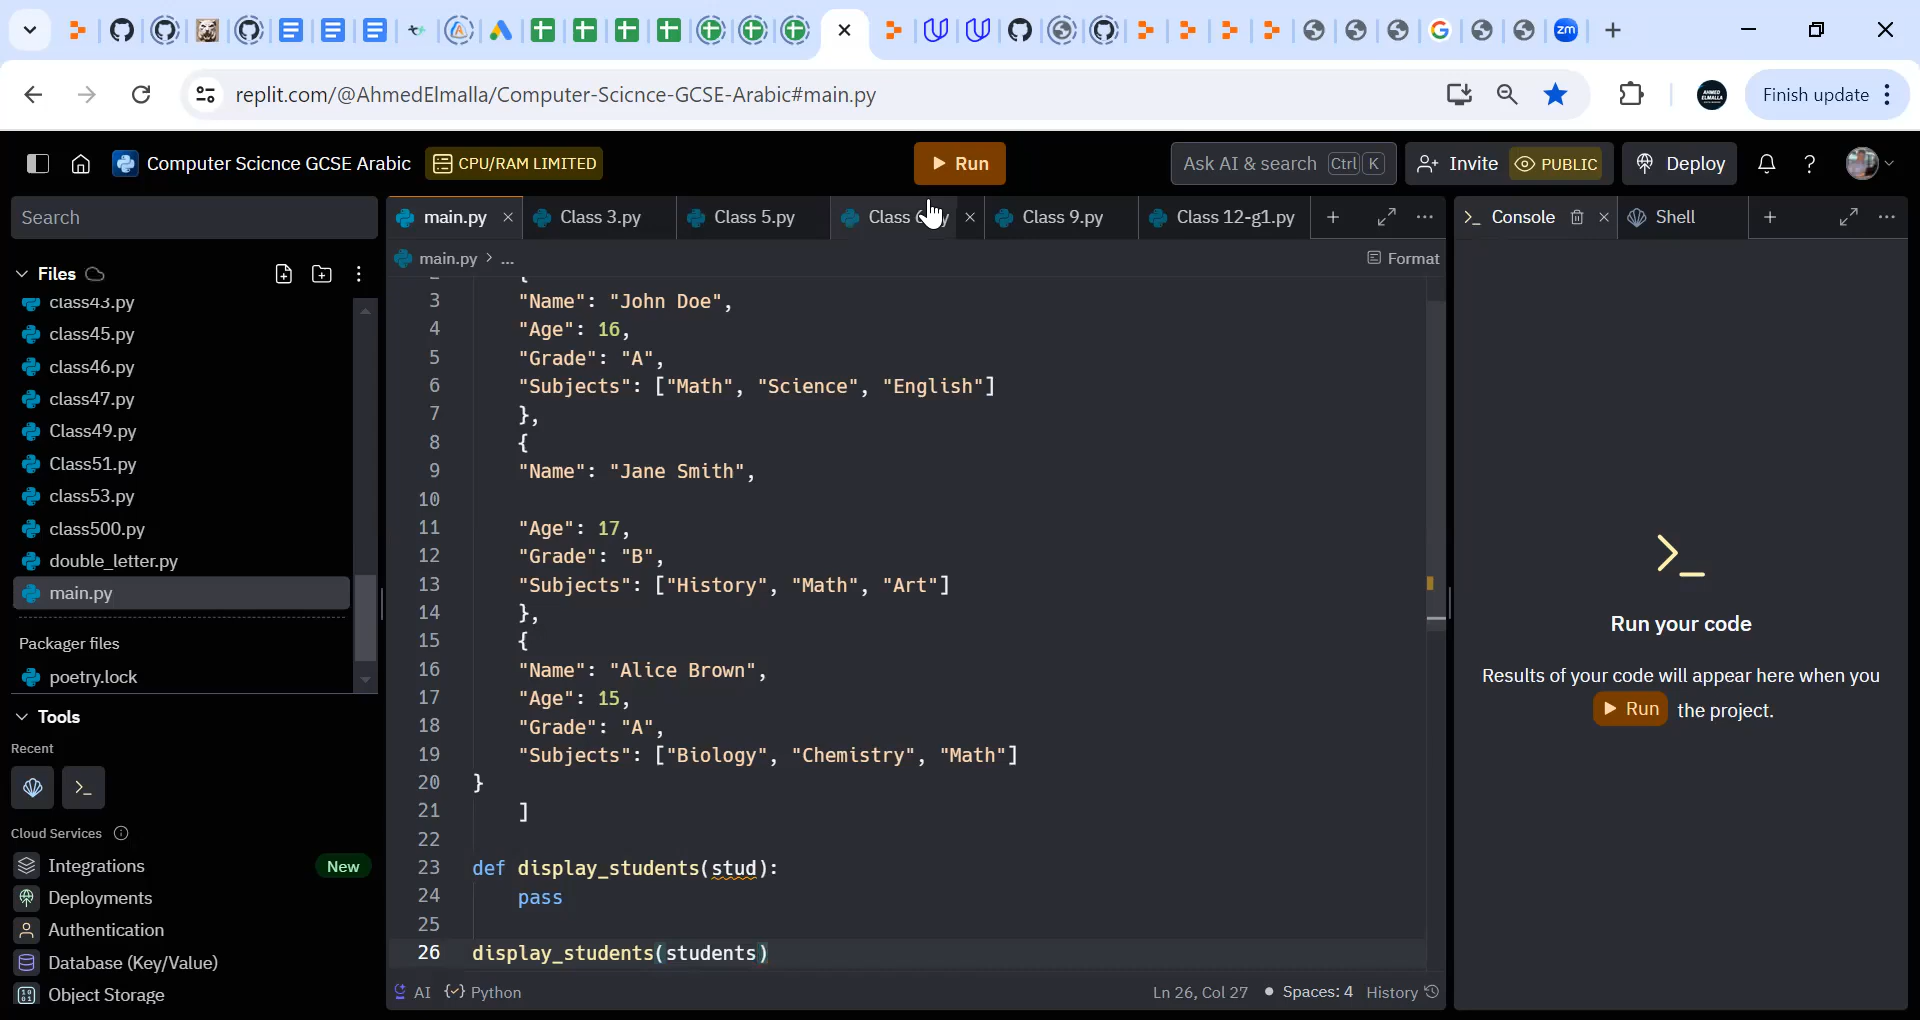 zm
replit.com/@AhmedElmalla/Computer-Scicnce-GCSE-Arabic#main.py
Finish update
Computer Scicnce GCSE Arabic
CPU/RAM LIMITED
Run
Ask AI & search Ctrl K
Invite
PUBLIC
Deploy
Search
main.py
Class 3.py
Class 5.py
Class
Class 9.py
Class 12-g1.py
Console
Shell
Files
main.py > ...
Format
class43.py
class45.py
class46.py
class47.py
Class49.py
Class51.py
class53.py
class500.py
double_letter.py
main.py
Packager files
poetry.lock
Tools
Recent
Cloud Services
Integrations
New
Deployments
Authentication
Database (Key/Value)
Object Storage
2 {
3 "Name": "John Doe",
4 "Age": 16,
5 "Grade": "A",
6 "Subjects": ["Math", "Science", "English"]
7 },
8 {
9 "Name": "Jane Smith",
10
11 "Age": 17,
12 "Grade": "B",
13 "Subjects": ["History", "Math", "Art"]
14 },
15 {
16 "Name": "Alice Brown",
17 "Age": 15,
18 "Grade": "A",
19 "Subjects": ["Biology", "Chemistry", "Math"]
20 }
21 ]
22
23 def display_students(stud):
24 pass
25
26 display_students(students)
AI
Python
Ln 26, Col 27
Spaces: 4
History
Run your code
Results of your code will appear here when you
Run the project.